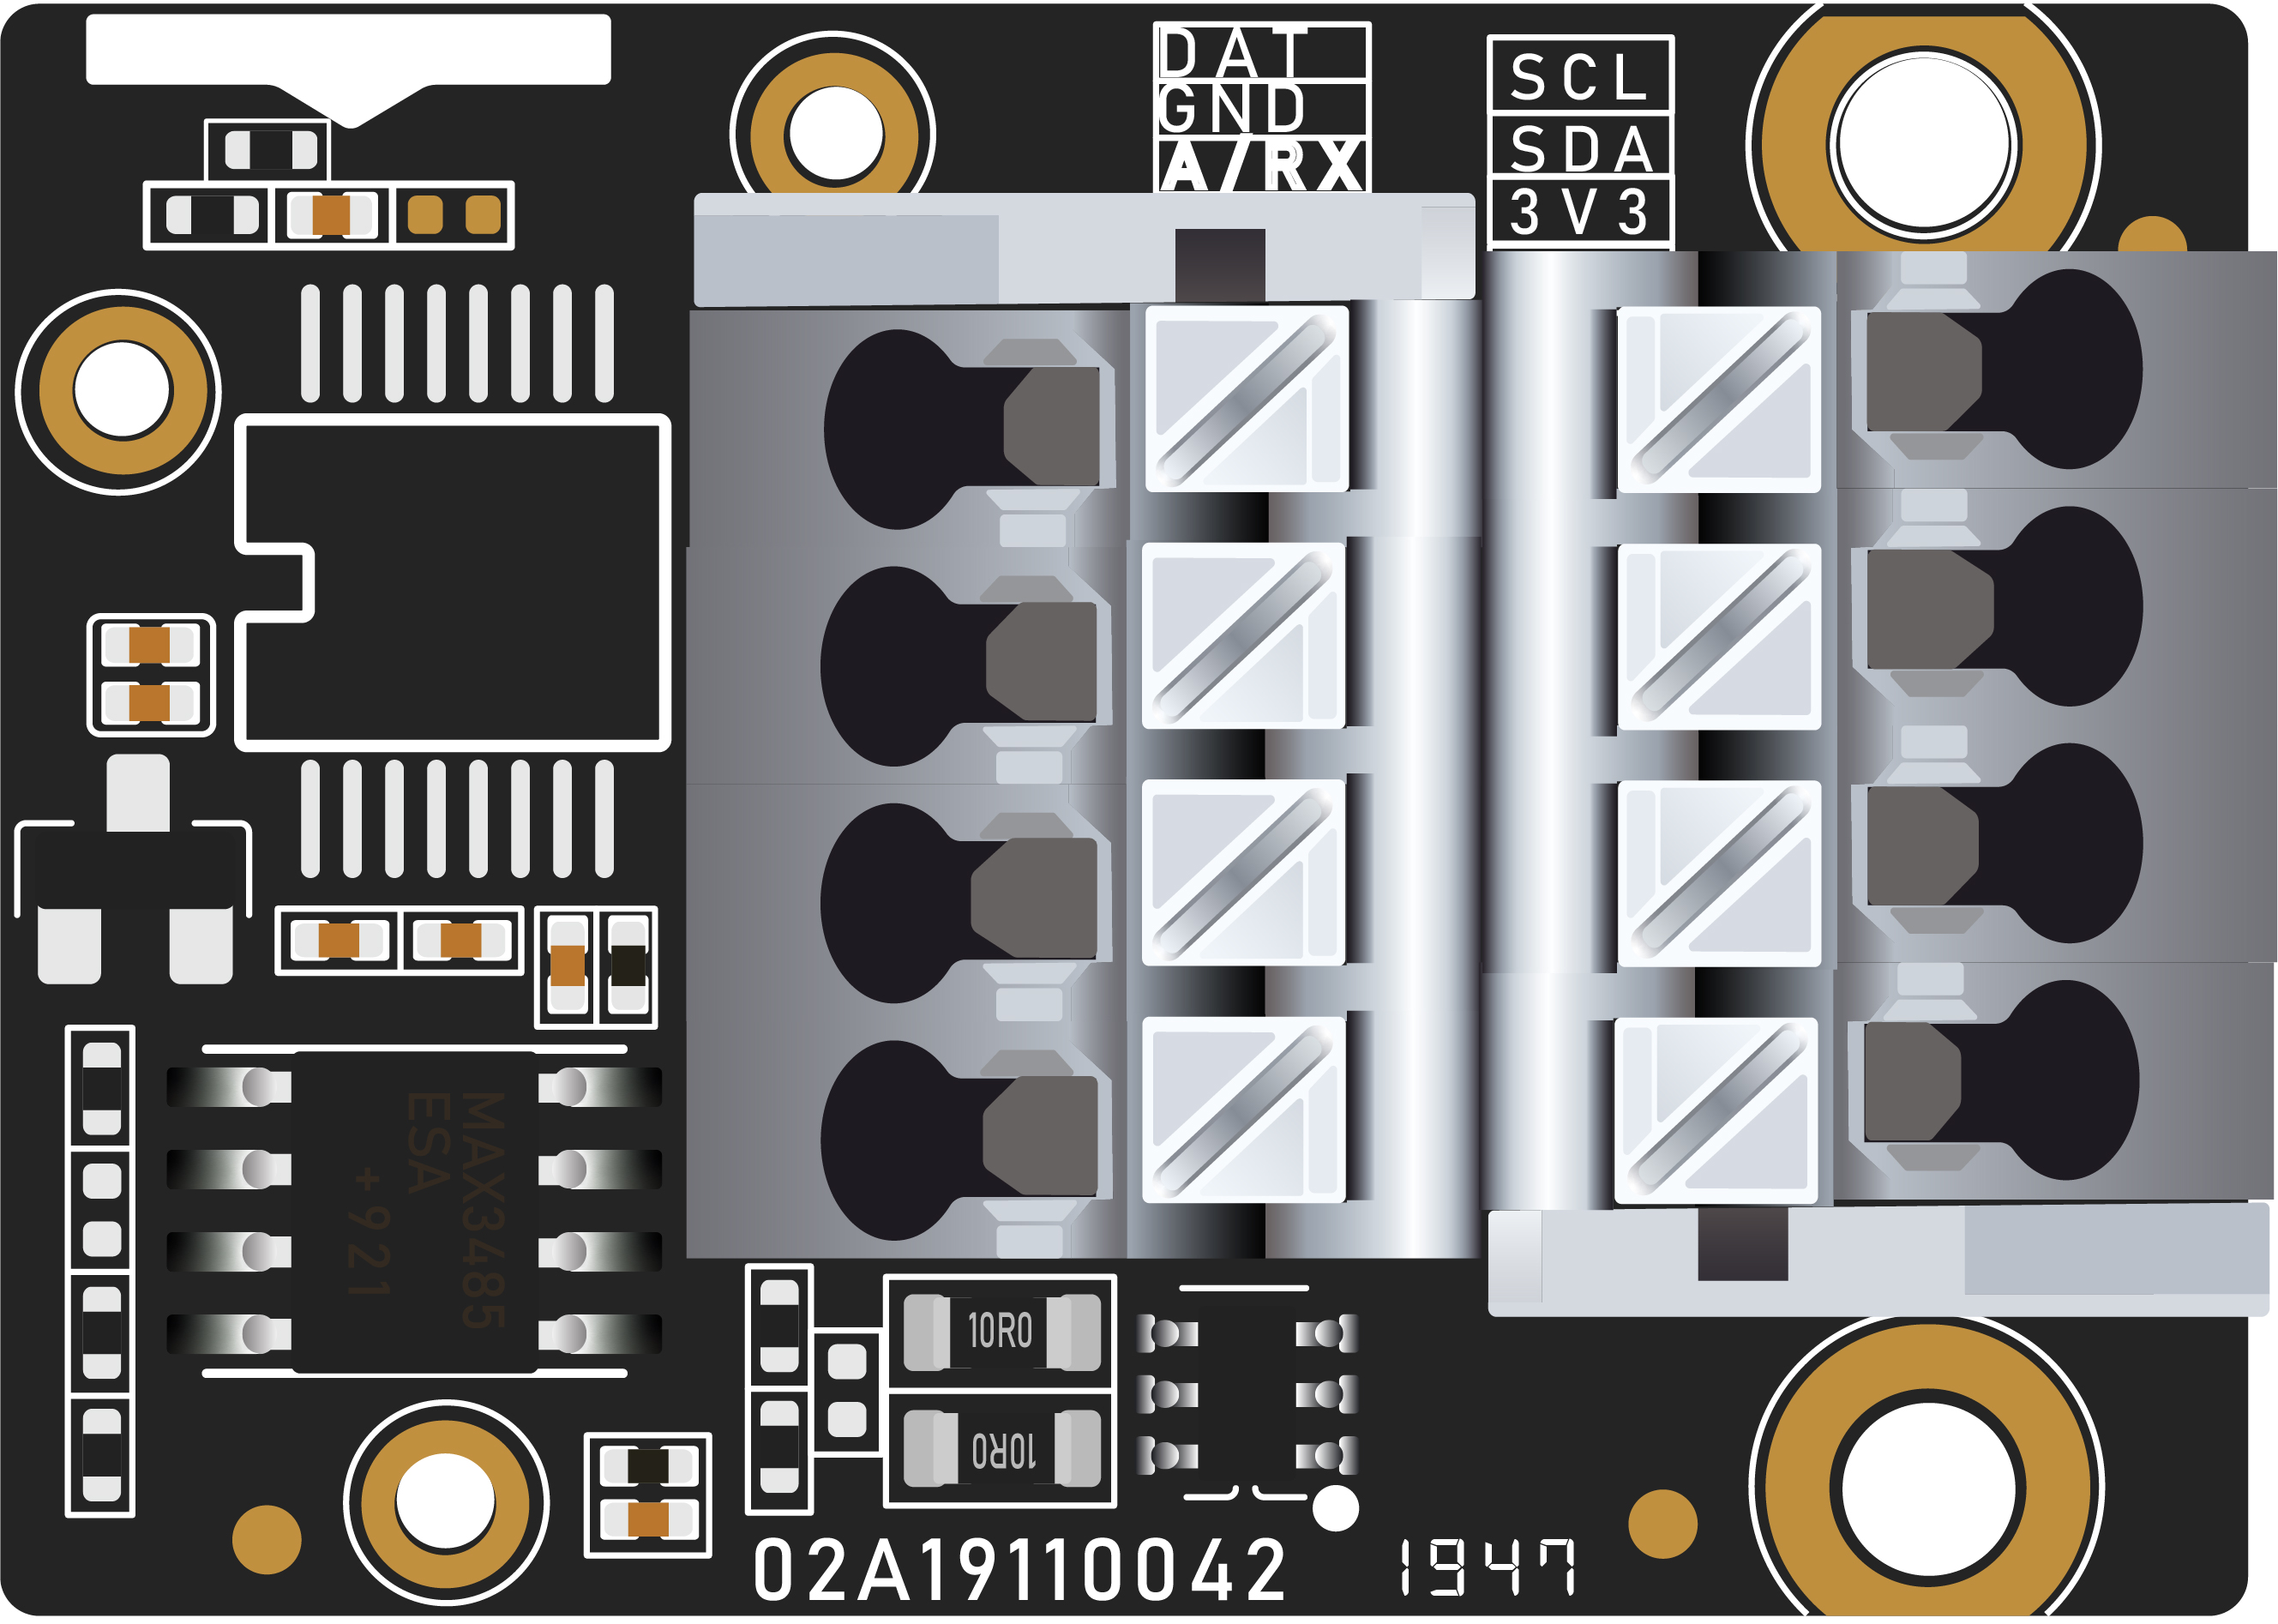 + 921
ESA
MAX3485
02A19110042
10R0
10R0
1947
DAT
GND
A/RX
SCL
SDA
3V3